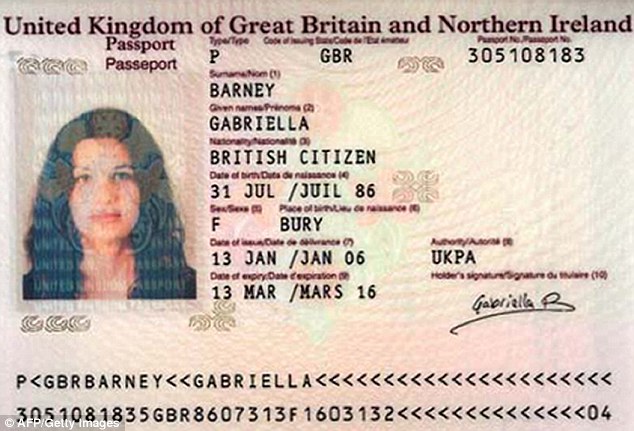 United Kingdom of Great Britain and Northern Ireland
Passport Type/Type Code of issuing State/Code de l'Etat émetteur Passport No./Passeport No.
Passeport P GBR 305108183
Surname/Nom (1)
BARNEY
Given names/Prénoms (2)
GABRIELLA
Nationality/Nationalité (3)
BRITISH CITIZEN
Date of birth/Date de naissance (4)
31 JUL /JUIL 86
Sex/Sexe (5) Place of birth/Lieu de naissance (6)
F BURY
Date of issue/Date de délivrance (7) Authority/Autorité (8)
13 JAN /JAN 06 UKPA
Date of expiry/Date d'expiration (9) Holder's signature/Signature du titulaire (10)
13 MAR /MARS 16
Gabriella B
P<GBRBARNEY<<GABRIELLA<<<<<<<<<<<<<<<<<<<<<<
3051081835GBR8607313F1603132<<<<<<<<<<<<<<04
© AFP/Getty Images